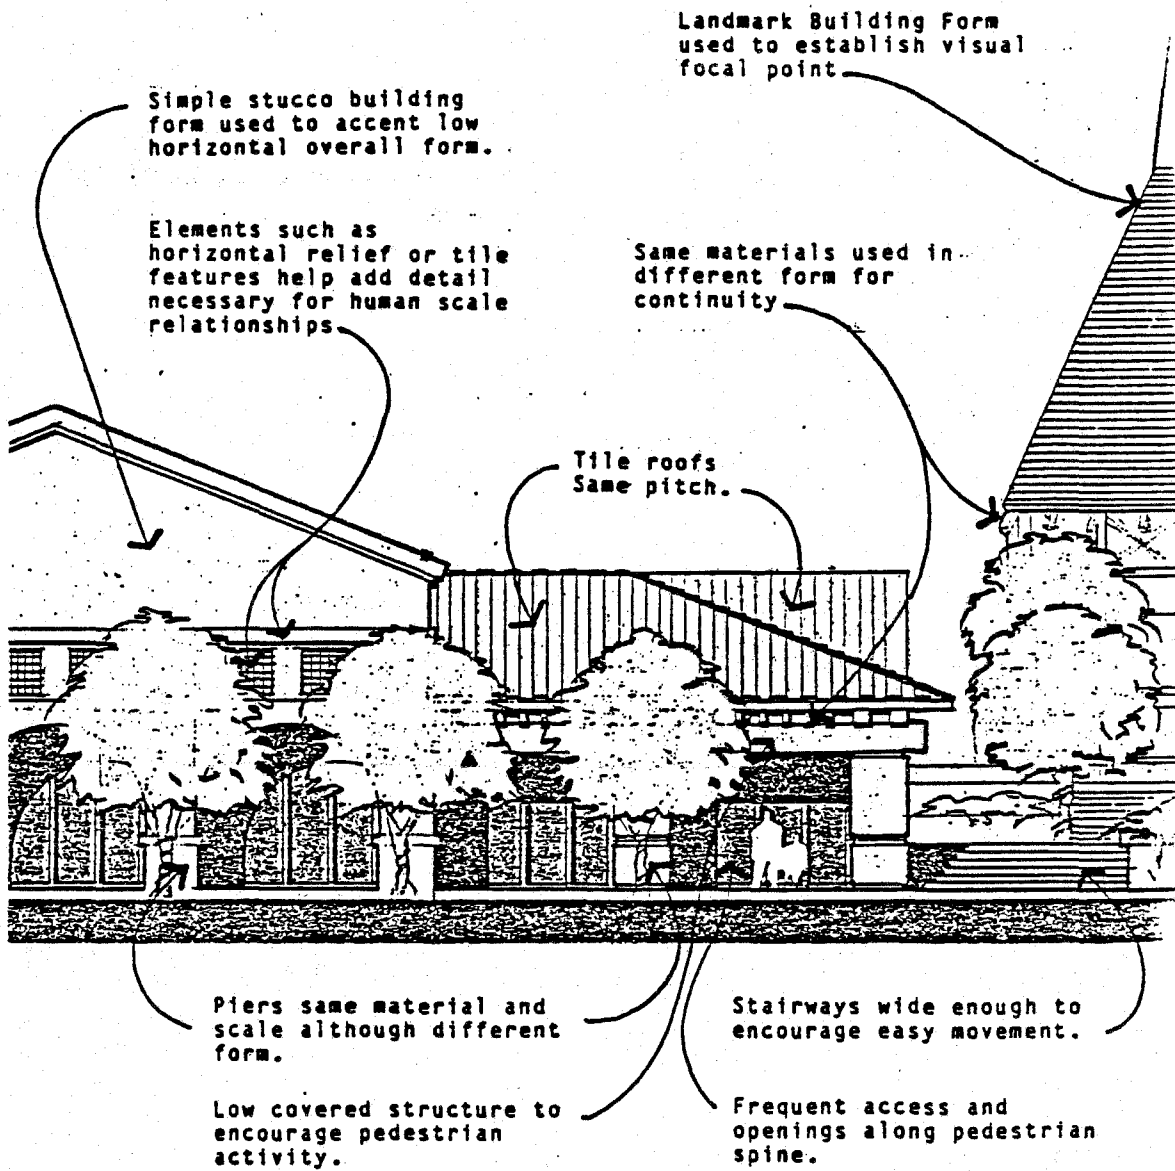 Landmark Building Form
used to establish visual
focal point
Simple stucco building
form used to accent low
horizontal overall form.
Elements such as
horizontal relief or tile
features help add detail
necessary for human scale
relationships
Same materials used in
different form for
continuity
Tile roofs
Same pitch.
Piers same material and
scale although different
form.
Stairways wide enough to
encourage easy movement.
Low covered structure to
encourage pedestrian
activity.
Frequent access and
openings along pedestrian
spine.